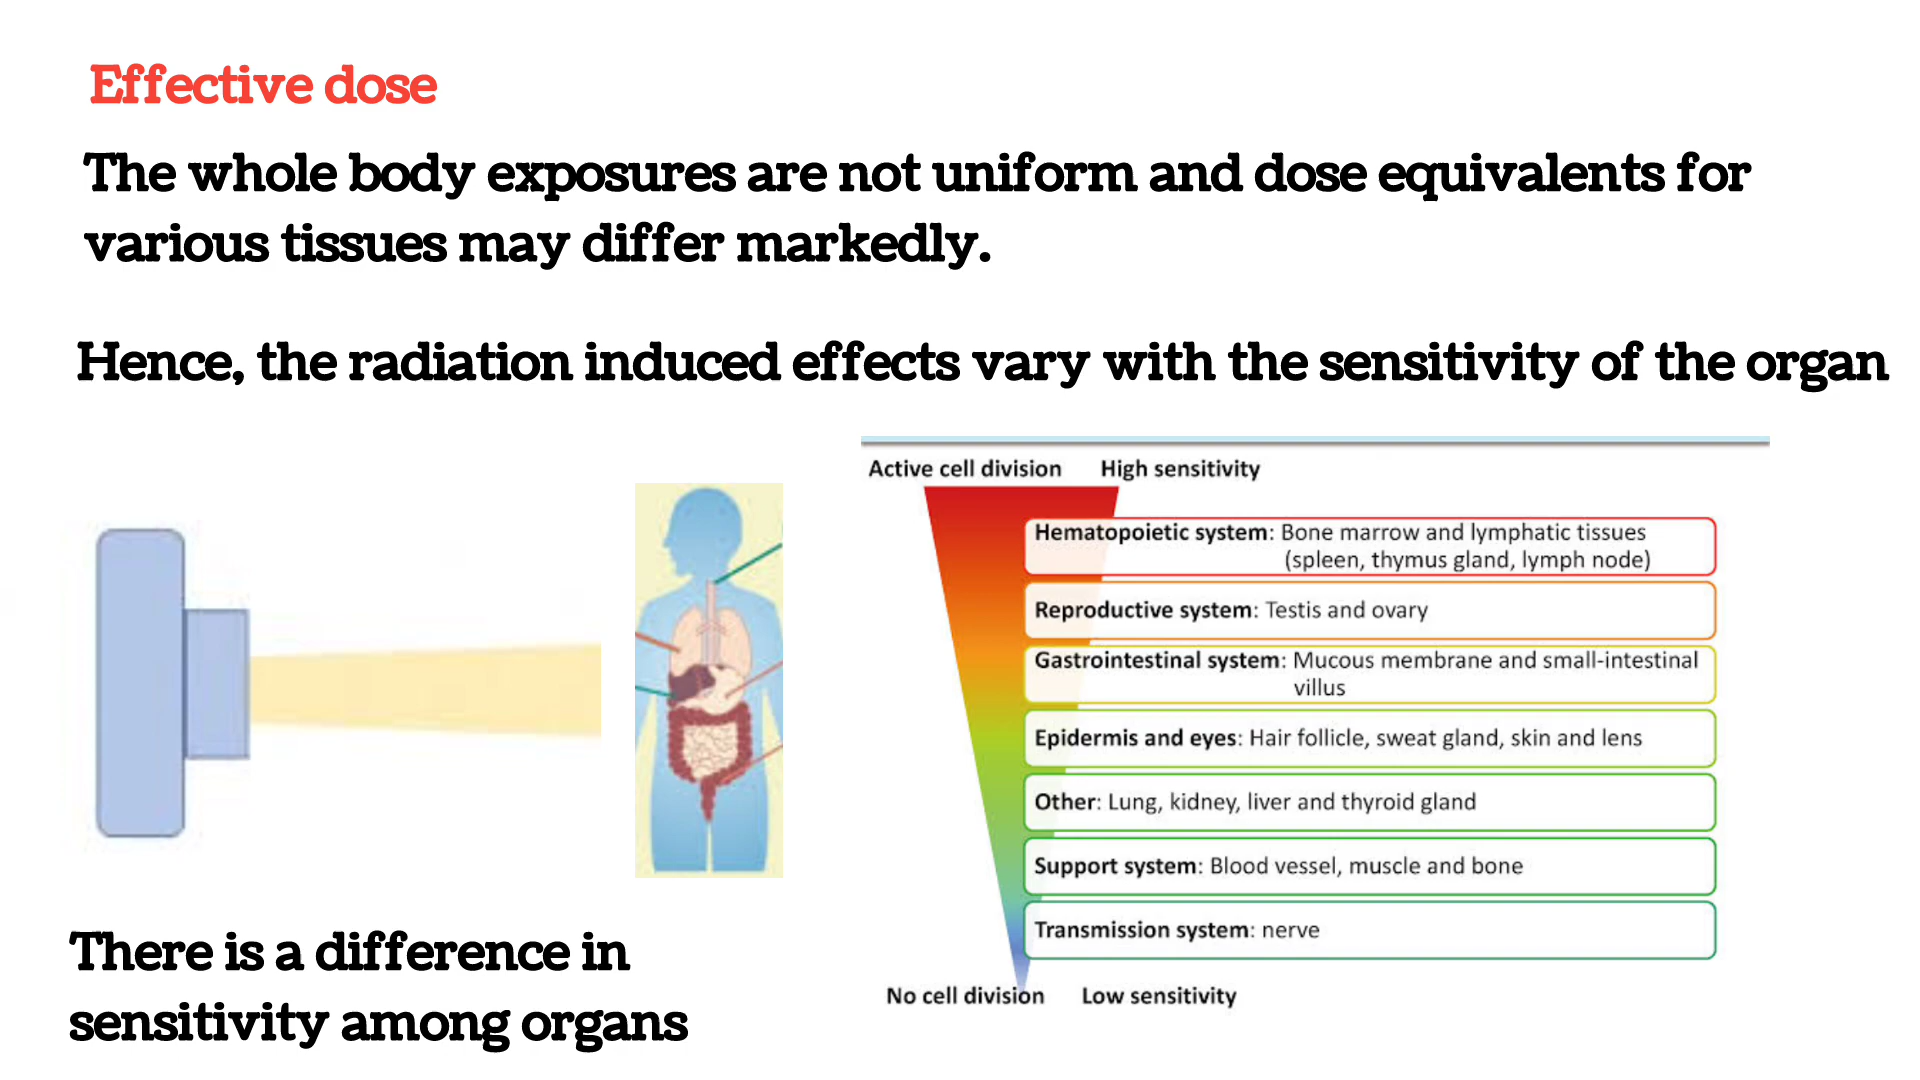 Effective dose
The whole body exposures are not uniform and dose equivalents for
various tissues may differ markedly.
Hence, the radiation induced effects vary with the sensitivity of the organ
Active cell division High sensitivity
Hematopoietic system: Bone marrow and lymphatic tissues
(spleen, thymus gland, lymph node)
Reproductive system: Testis and ovary
Gastrointestinal system: Mucous membrane and small-intestinal
villus
Epidermis and eyes: Hair follicle, sweat gland, skin and lens
Other: Lung, kidney, liver and thyroid gland
Support system: Blood vessel, muscle and bone
Transmission system: nerve
No cell division Low sensitivity
There is a difference in
sensitivity among organs